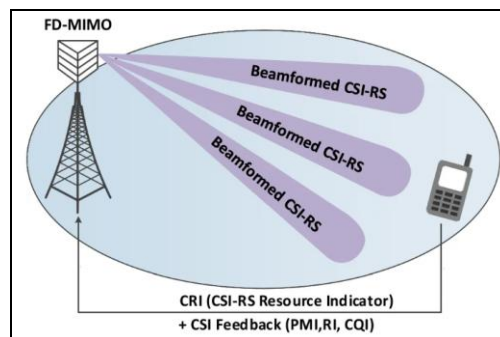 FD-MIMO
Beamformed CSI-RS
Beamformed CSI-RS
Beamformed CSI-RS
CRI (CSI-RS Resource Indicator)
+ CSI Feedback (PMI,RI, CQI)